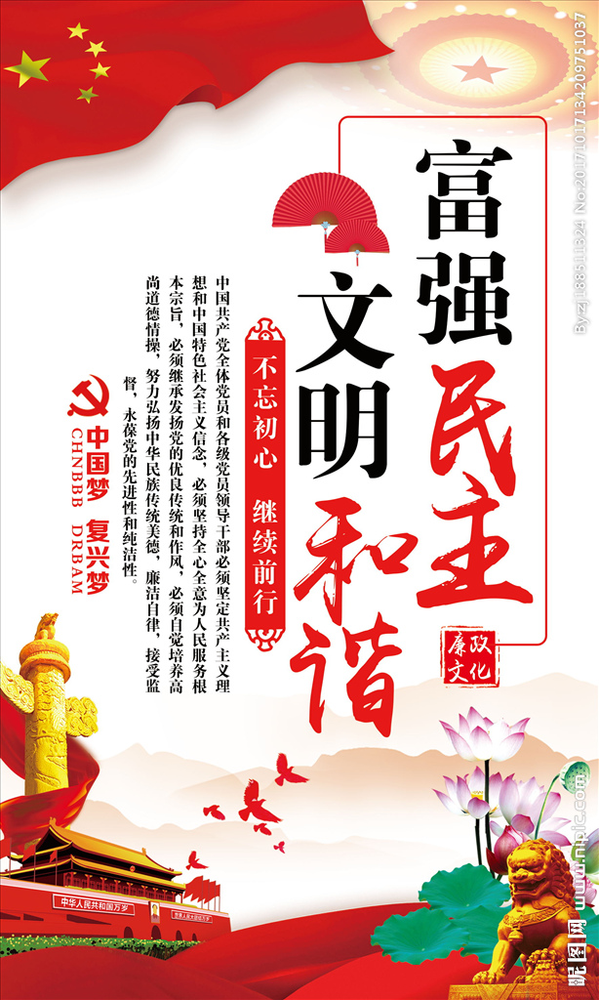 富强民主
文明和谐
廉政
文化
不忘初心 继续前行
中国共产党全体党员和各级党员领导干部必须坚定共产主义理
想和中国特色社会主义信念，必须坚持全心全意为人民服务根
本宗旨，必须继承发扬党的优良传统和作风，必须自觉培养高
尚道德情操，努力弘扬中华民族传统美德，廉洁自律，接受监
督，永葆党的先进性和纯洁性。
中国梦 复兴梦
CHNBBB DRBAM
中华人民共和国万岁
世界人民大团结万岁
By:zj188511324 No:20171017134209751037
昵图网 www.nipic.com